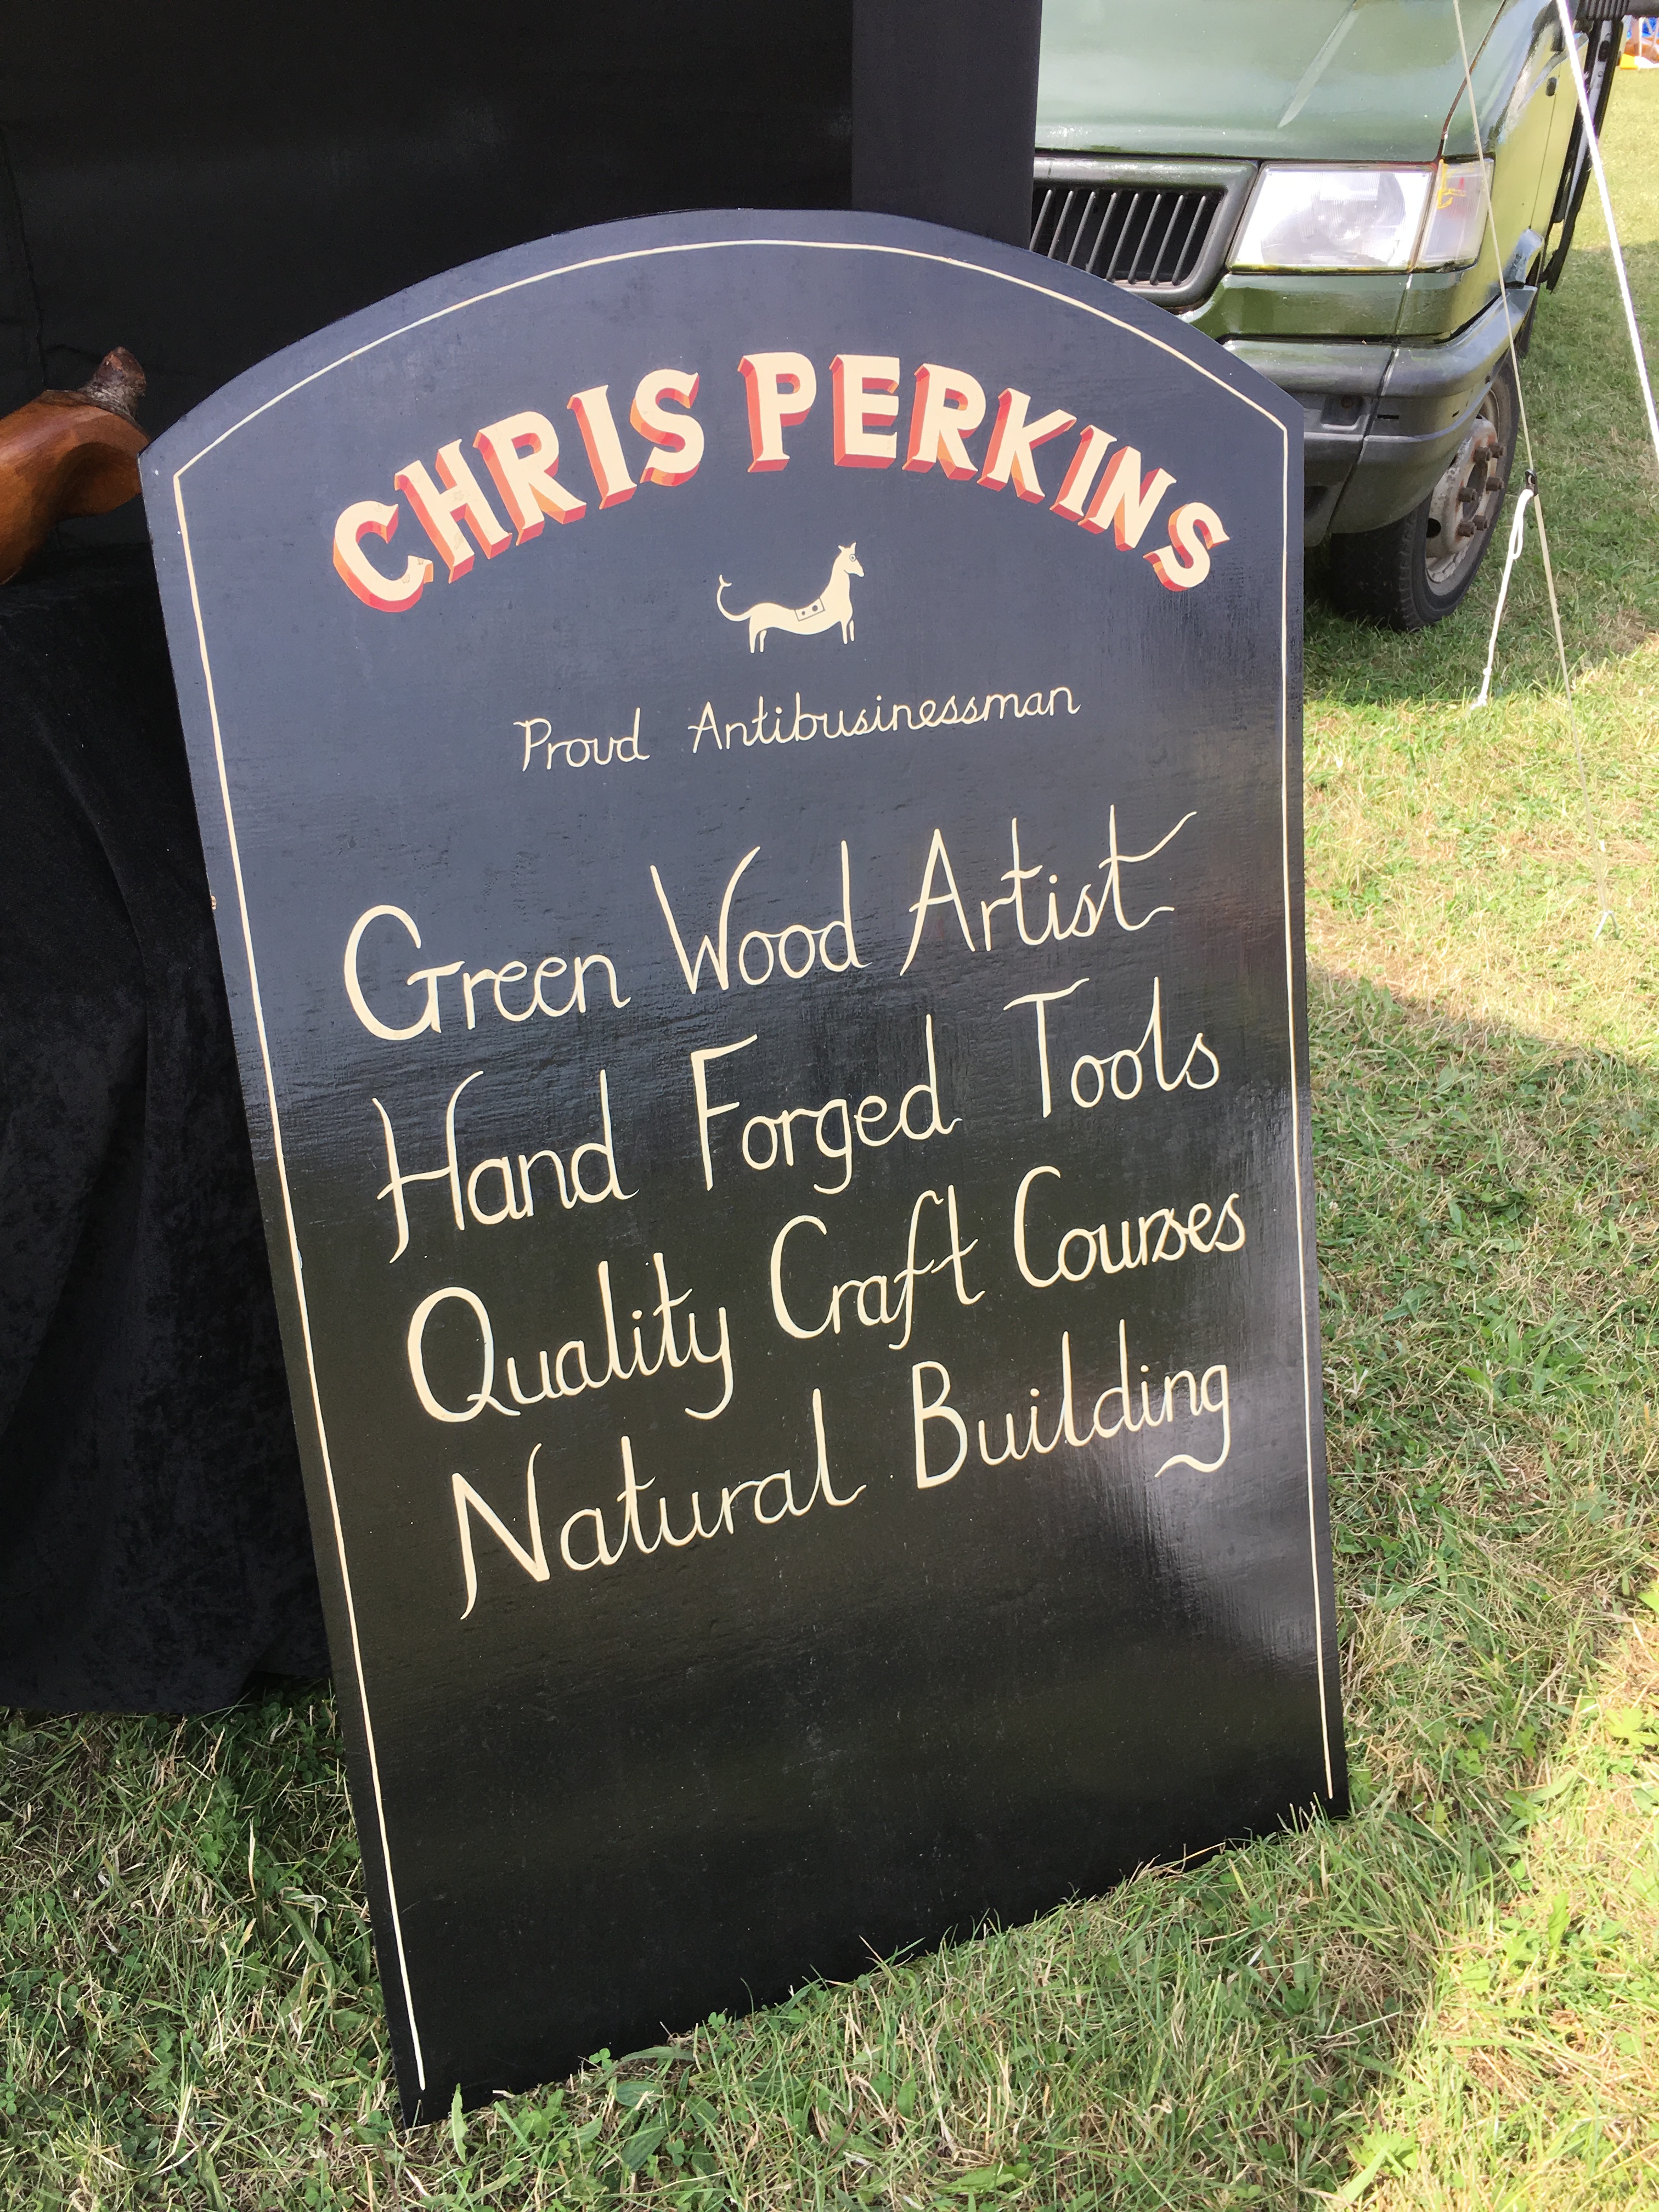 CHRIS PERKINS
Proud Antibusinessman
Green Wood Artist
Hand Forged Tools
Quality Craft Courses
Natural Building